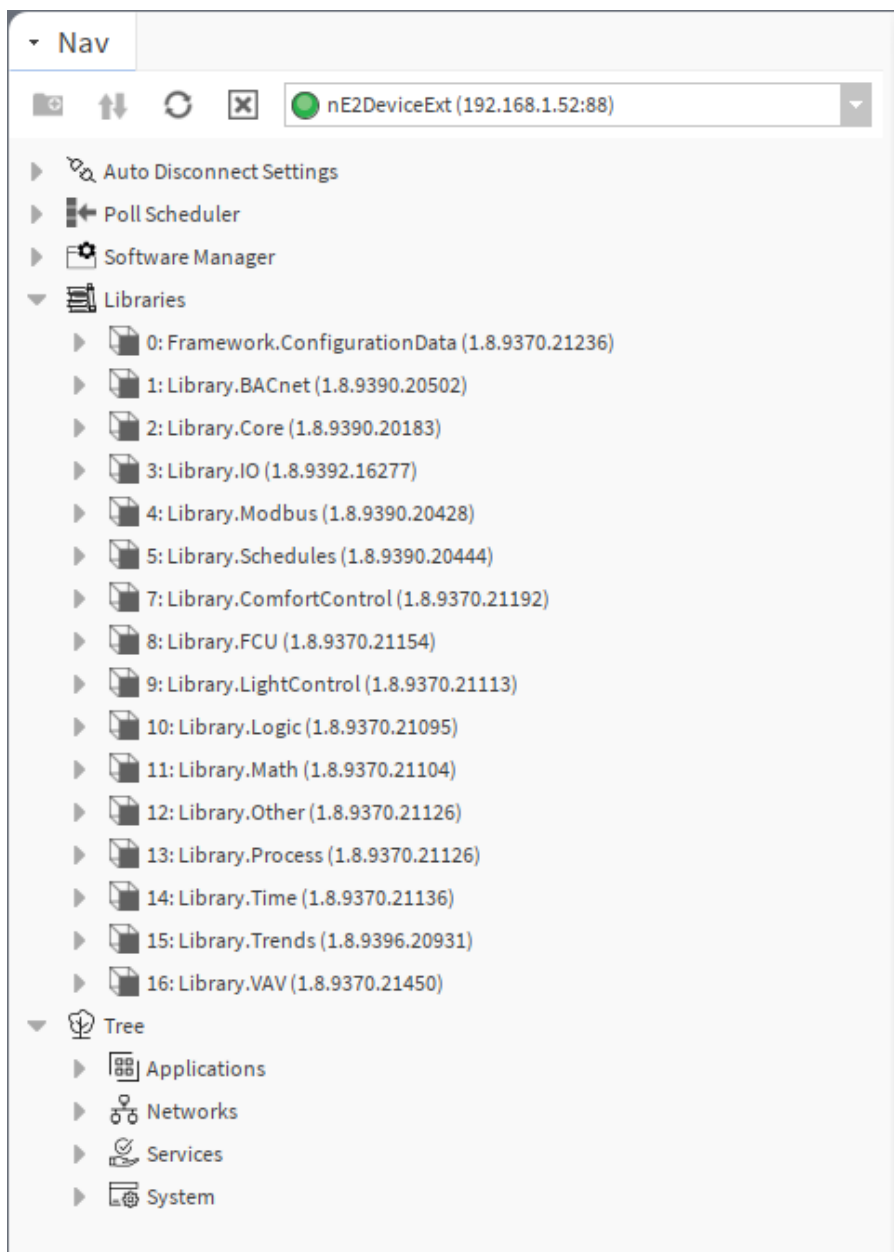 Nav
nE2DeviceExt (192.168.1.52:88)
Auto Disconnect Settings
Poll Scheduler
Software Manager
Libraries
0: Framework.ConfigurationData (1.8.9370.21236)
1: Library.BACnet (1.8.9390.20502)
2: Library.Core (1.8.9390.20183)
3: Library.IO (1.8.9392.16277)
4: Library.Modbus (1.8.9390.20428)
5: Library.Schedules (1.8.9390.20444)
7: Library.ComfortControl (1.8.9370.21192)
8: Library.FCU (1.8.9370.21154)
9: Library.LightControl (1.8.9370.21113)
10: Library.Logic (1.8.9370.21095)
11: Library.Math (1.8.9370.21104)
12: Library.Other (1.8.9370.21126)
13: Library.Process (1.8.9370.21126)
14: Library.Time (1.8.9370.21136)
15: Library.Trends (1.8.9396.20931)
16: Library.VAV (1.8.9370.21450)
Tree
Applications
Networks
Services
System